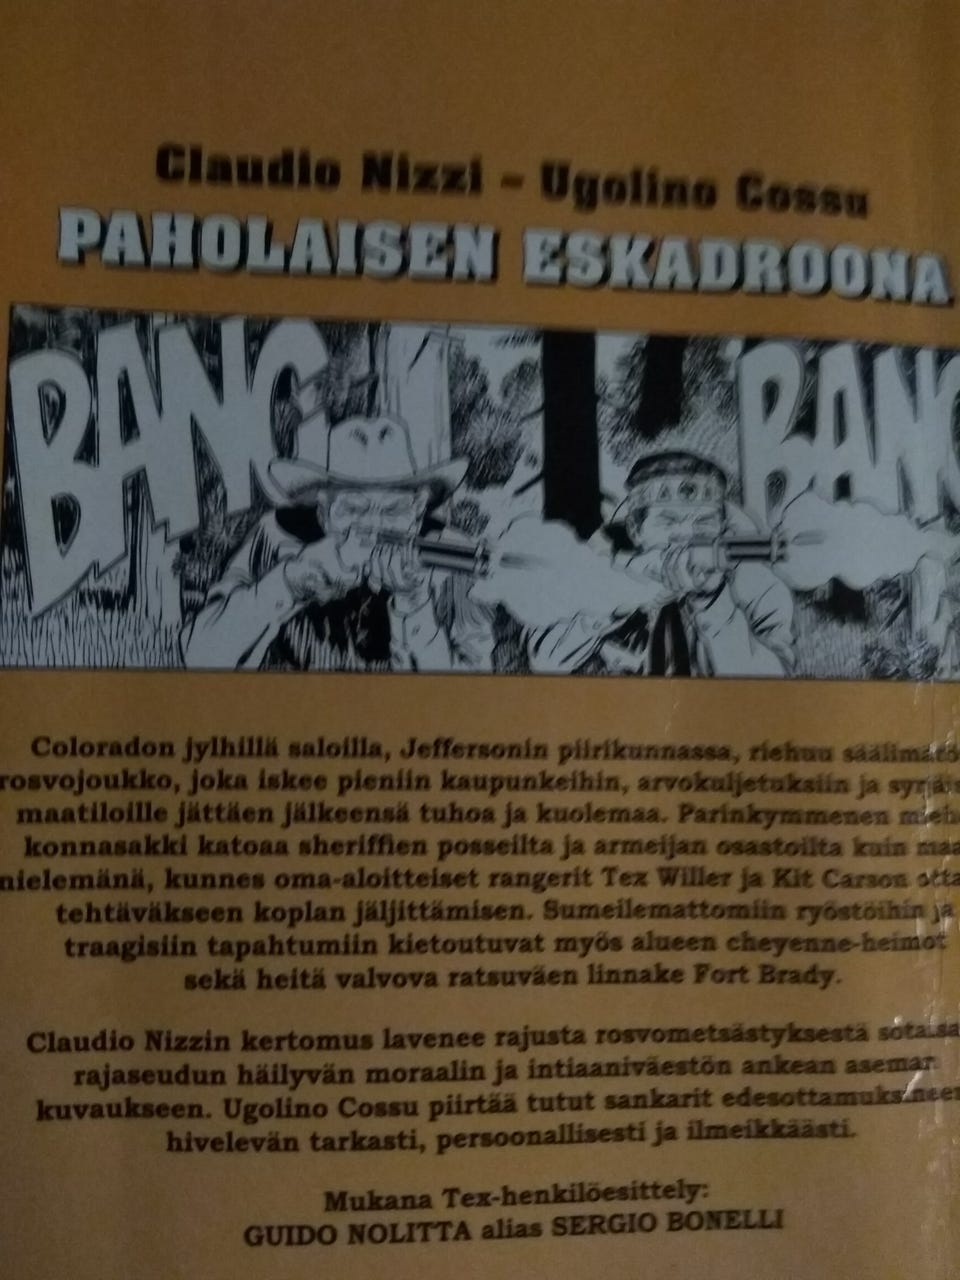 Claudio Nizzi - Ugolino Cossu
PAHOLAISEN ESKADROONA
BANG
BANG
Coloradon jylhillä saloilla, Jeffersonin piirikunnassa, riehuu
rosvojoukko, joka iskee pieniin kaupunkeihin, arvokuljetuksiin ja
maatiloille jättäen jälkeensä tuhoa ja kuolemaa. Parinkymmenen
konnasakki katoaa sheriffien posseilta ja armeijan osastoilta kuin
nielemänä, kunnes oma-aloitteiset rangerit Tex Willer ja Kit Carson
tehtäväkseen koplan jäljittämisen. Sumeilemattomiin ryöstöihin ja
traagisiin tapahtumiin kietoutuvat myös alueen cheyenne-heimot
sekä heitä valvova ratsuväen linnake Fort Brady.
Claudio Nizzin kertomus lavenee rajusta rosvometsästyksestä
rajaseudun häilyvän moraalin ja intiaaniväestön ankean aseman
kuvaukseen. Ugolino Cossu piirtää tutut sankarit
hivelevän tarkasti, persoonallisesti ja ilmeikkäästi.
Mukana Tex-henkilöesittely:
GUIDO NOLITTA alias SERGIO BONELLI